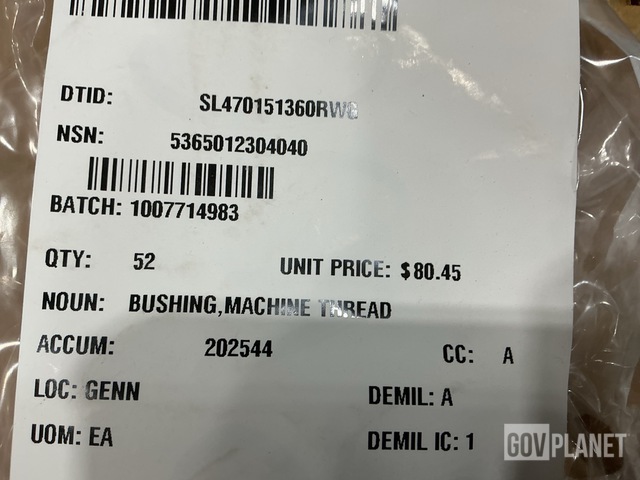 DTID: SL470151360RWG
NSN: 5365012304040
BATCH: 1007714983
QTY: 52 UNIT PRICE: $80.45
NOUN: BUSHING,MACHINE THREAD
ACCUM: 202544 CC: A
LOC: GENN DEMIL: A
UOM: EA DEMIL IC: 1
GOVPLANET